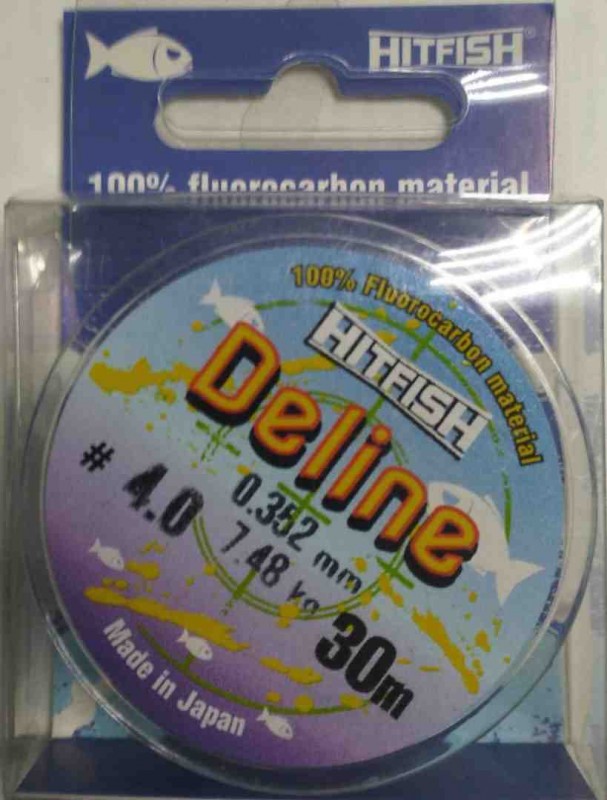 HITFISH®
100% fluorocarbon material
100% Fluorocarbon material
HITFISH
Deline
# 4.0
0.352 mm
7.48 kg
30m
Made in Japan